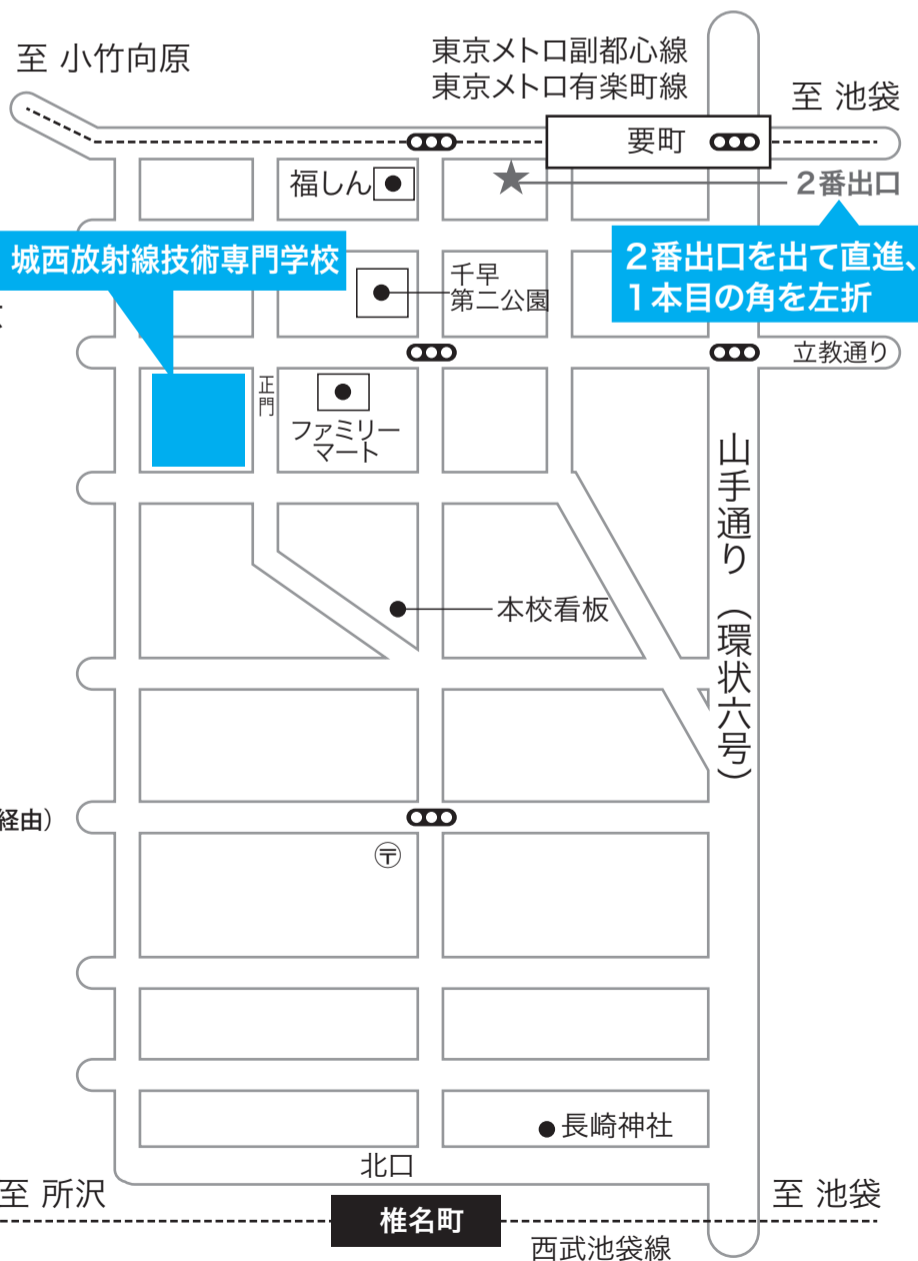 至 小竹向原
東京メトロ副都心線
東京メトロ有楽町線
至 池袋
要町
福しん
2番出口
城西放射線技術専門学校
2番出口を出て直進、
1本目の角を左折
千早
第二公園
立教通り
正門
ファミリー
マート
山手通り（環状六号）
本校看板
経由）
〒
長崎神社
北口
至 所沢
椎名町
至 池袋
西武池袋線